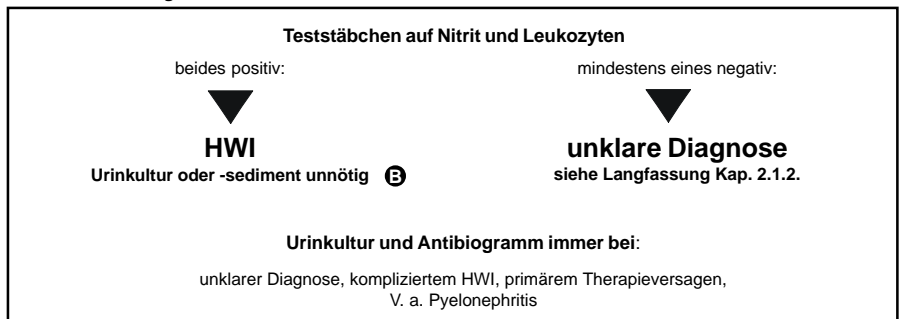 Teststäbchen auf Nitrit und Leukozyten
beides positiv:
HWI
Urinkultur oder -sediment unnötig B
mindestens eines negativ:
unklare Diagnose
siehe Langfassung Kap. 2.1.2.
Urinkultur und Antibiogramm immer bei:
unklarer Diagnose, kompliziertem HWI, primärem Therapieversagen,
V. a. Pyelonephritis